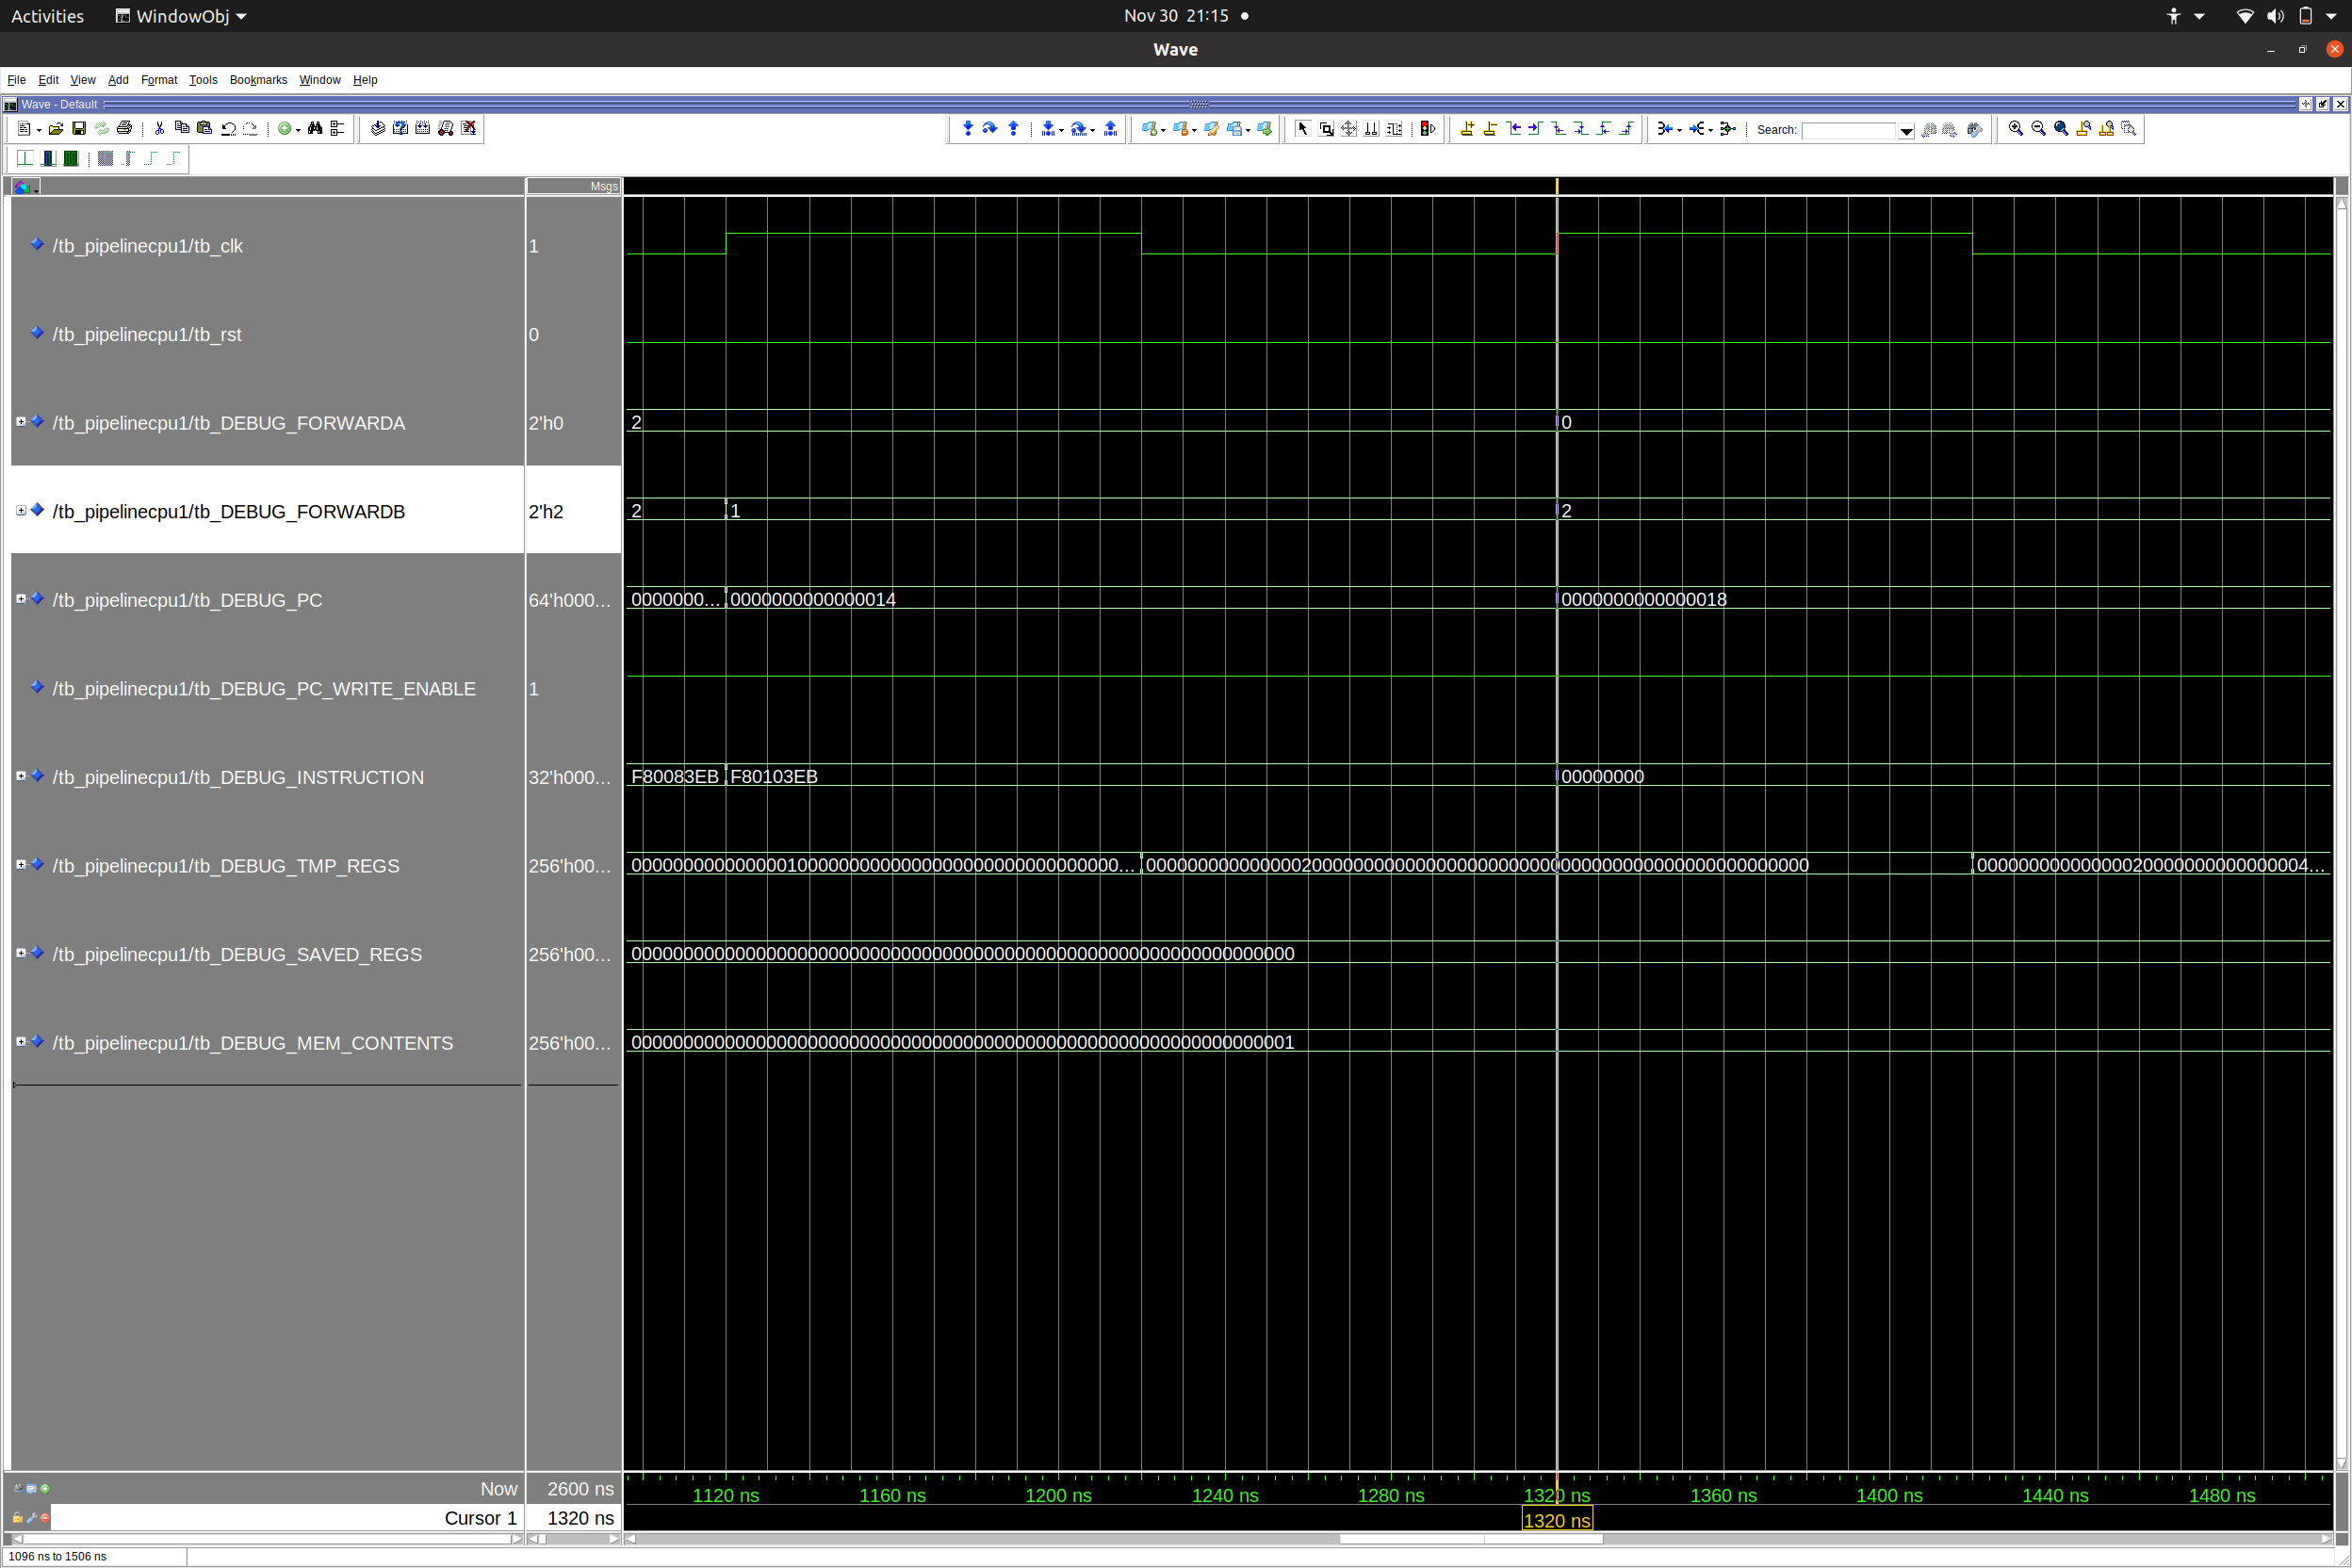 Activities WindowObj Nov 30 21:15
Wave
File Edit View Add Format Tools Bookmarks Window Help
Wave - Default
Search:
Msgs
/tb_pipelinecpu1/tb_clk 1
/tb_pipelinecpu1/tb_rst 0
/tb_pipelinecpu1/tb_DEBUG_FORWARDA 2'h0 2 0
/tb_pipelinecpu1/tb_DEBUG_FORWARDB 2'h2 2 1 2
/tb_pipelinecpu1/tb_DEBUG_PC 64'h000... 0000000... 0000000000000014 0000000000000018
/tb_pipelinecpu1/tb_DEBUG_PC_WRITE_ENABLE 1
/tb_pipelinecpu1/tb_DEBUG_INSTRUCTION 32'h000... F80083EB F80103EB 00000000
/tb_pipelinecpu1/tb_DEBUG_TMP_REGS 256'h00...
/tb_pipelinecpu1/tb_DEBUG_SAVED_REGS 256'h00... 0000000000000000000000000000000000000000000000000000000000000000
/tb_pipelinecpu1/tb_DEBUG_MEM_CONTENTS 256'h00... 0000000000000000000000000000000000000000000000000000000000000001
Now 2600 ns 1120 ns 1160 ns 1200 ns 1240 ns 1280 ns 1320 ns 1360 ns 1400 ns 1440 ns 1480 ns
Cursor 1 1320 ns 1320 ns
1096 ns to 1506 ns